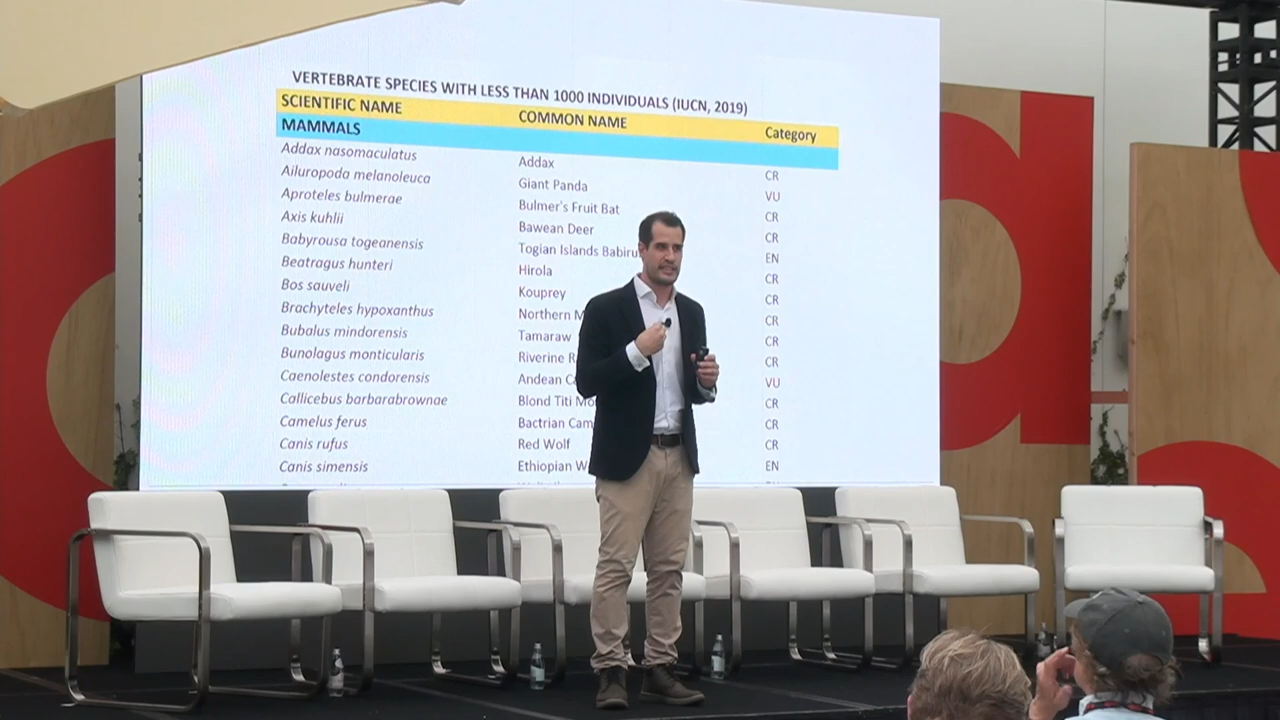 VERTEBRATE SPECIES WITH LESS THAN 1000 INDIVIDUALS (IUCN, 2019)
SCIENTIFIC NAME COMMON NAME Category
MAMMALS
Addax nasomaculatus Addax CR
Ailuropoda melanoleuca Giant Panda VU
Aproteles bulmerae Bulmer's Fruit Bat CR
Axis kuhlii Bawean Deer CR
Babyrousa togeanensis Togian Islands Babiru EN
Beatragus hunteri Hirola CR
Bos sauveli Kouprey CR
Brachyteles hypoxanthus Northern CR
Bubalus mindorensis Tamaraw CR
Bunolagus monticularis Riverine CR
Caenolestes condorensis Andean VU
Callicebus barbarabrownae Blond Titi CR
Camelus ferus Bactrian Cam CR
Canis rufus Red Wolf CR
Canis simensis Ethiopian EN